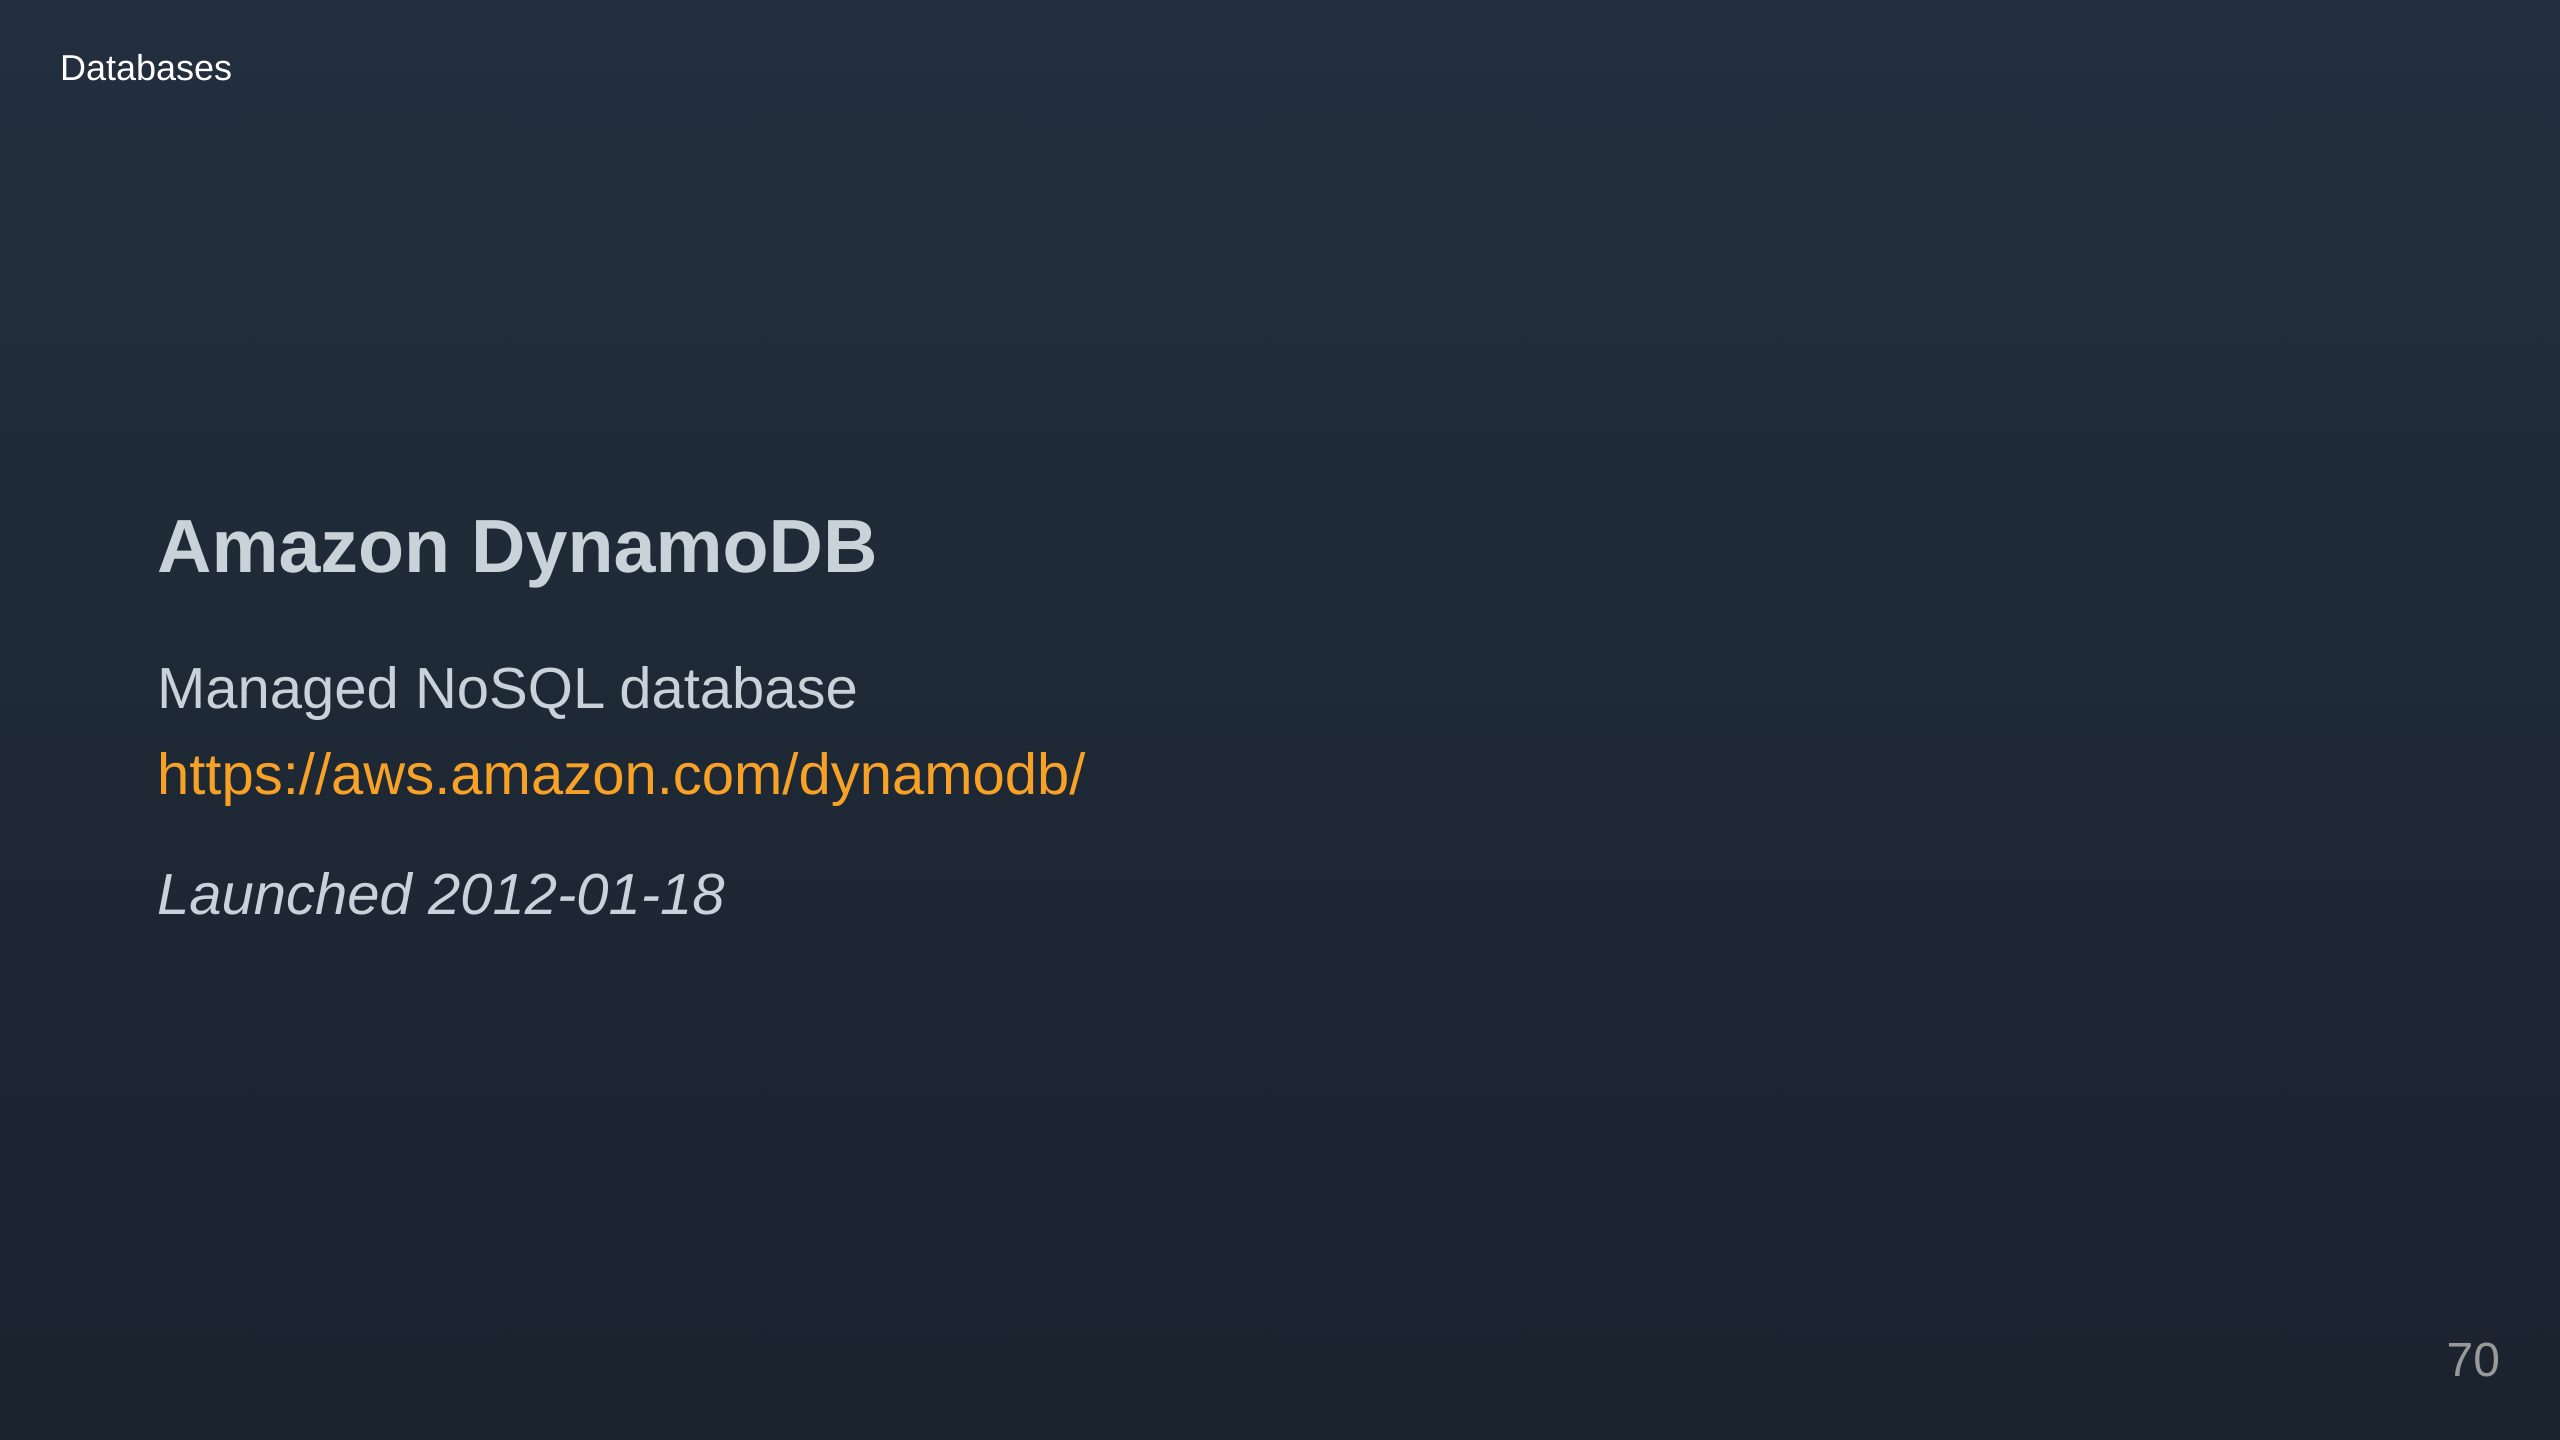 Databases
Amazon DynamoDB
Managed NoSQL database
https://aws.amazon.com/dynamodb/
Launched 2012-01-18
70